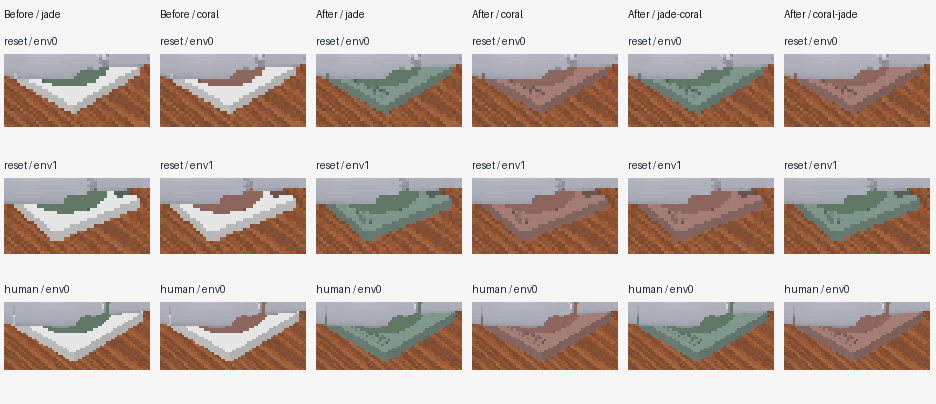 Before / jade
Before / coral
After / jade
After / coral
After / jade-coral
After / coral-jade
reset / env0
reset / env0
reset / env0
reset / env0
reset / env0
reset / env0
reset / env1
reset / env1
reset / env1
reset / env1
reset / env1
reset / env1
human / env0
human / env0
human / env0
human / env0
human / env0
human / env0